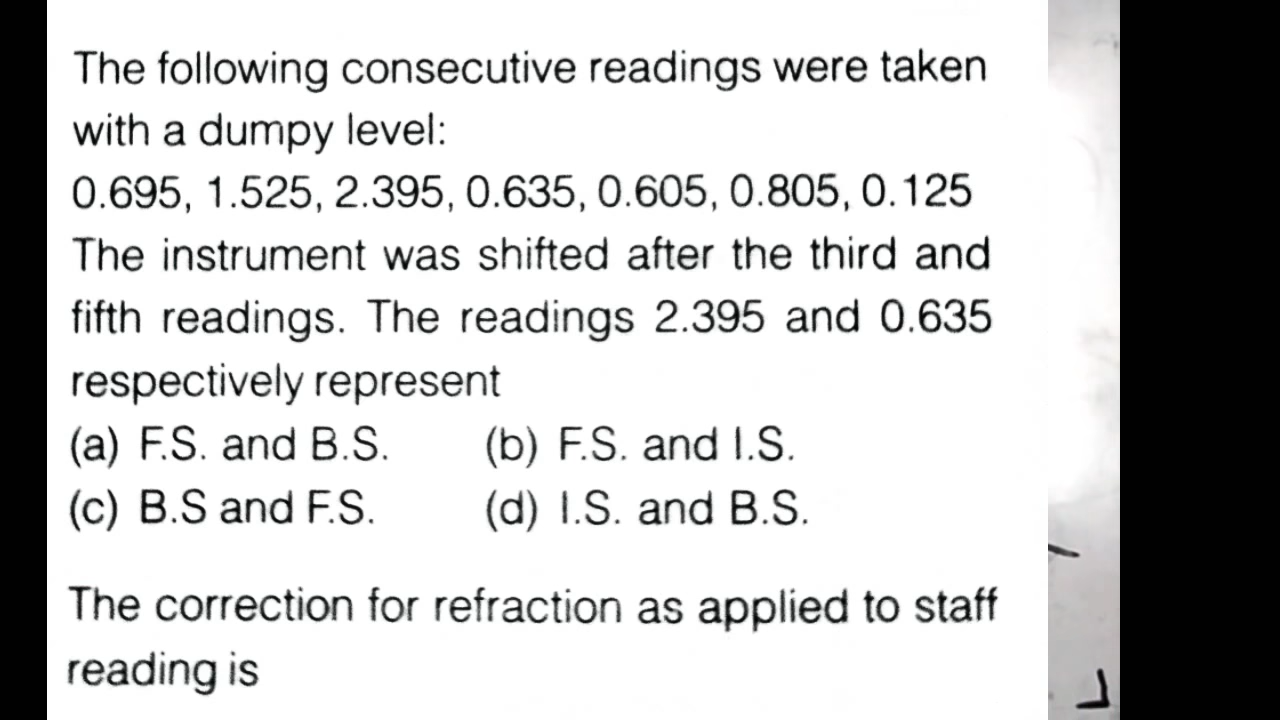 The following consecutive readings were taken
with a dumpy level:
0.695, 1.525, 2.395, 0.635, 0.605, 0.805, 0.125
The instrument was shifted after the third and
fifth readings. The readings 2.395 and 0.635
respectively represent
(a) F.S. and B.S. (b) F.S. and I.S.
(c) B.S and F.S. (d) I.S. and B.S.
The correction for refraction as applied to staff
reading is